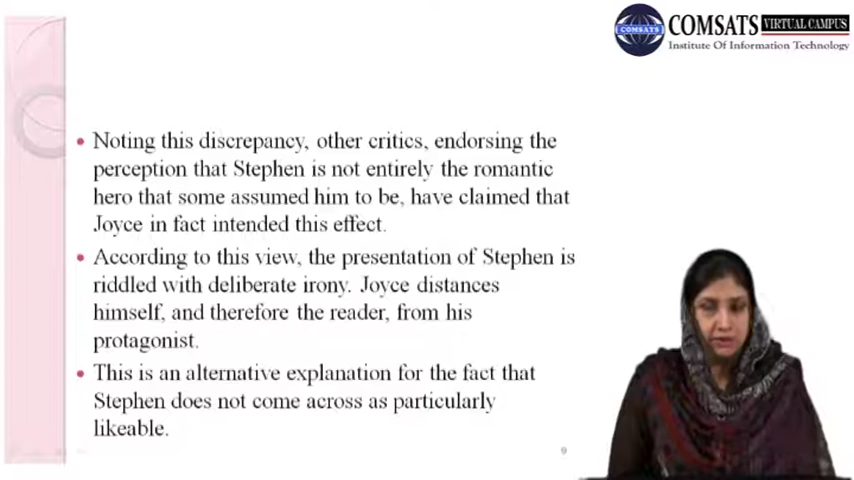 COMSATS VIRTUAL CAMPUS
COMSATS
Institute Of Information Technology
• Noting this discrepancy, other critics, endorsing the
perception that Stephen is not entirely the romantic
hero that some assumed him to be, have claimed that
Joyce in fact intended this effect.
• According to this view, the presentation of Stephen is
riddled with deliberate irony. Joyce distances
himself, and therefore the reader, from his
protagonist.
• This is an alternative explanation for the fact that
Stephen does not come across as particularly
likeable.
9